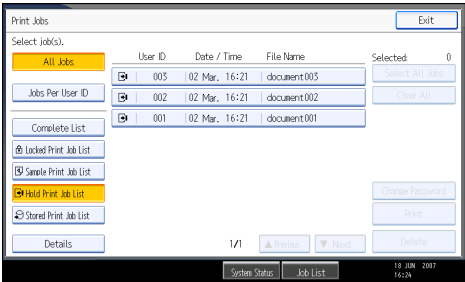 Print Jobs
Exit
Select job(s).
All Jobs
Jobs Per User ID
Complete List
Locked Print Job List
Sample Print Job List
Hold Print Job List
Stored Print Job List
Details
User ID Date / Time File Name
003 02 Mar. 16:21 document003
002 02 Mar. 16:21 document002
001 02 Mar. 16:21 document001
1/1
Previous
Next
Selected: 0
Select All Jobs
Clear All
Change Password
Print
Delete
System Status
Job List
18 JUN 2007
16:24